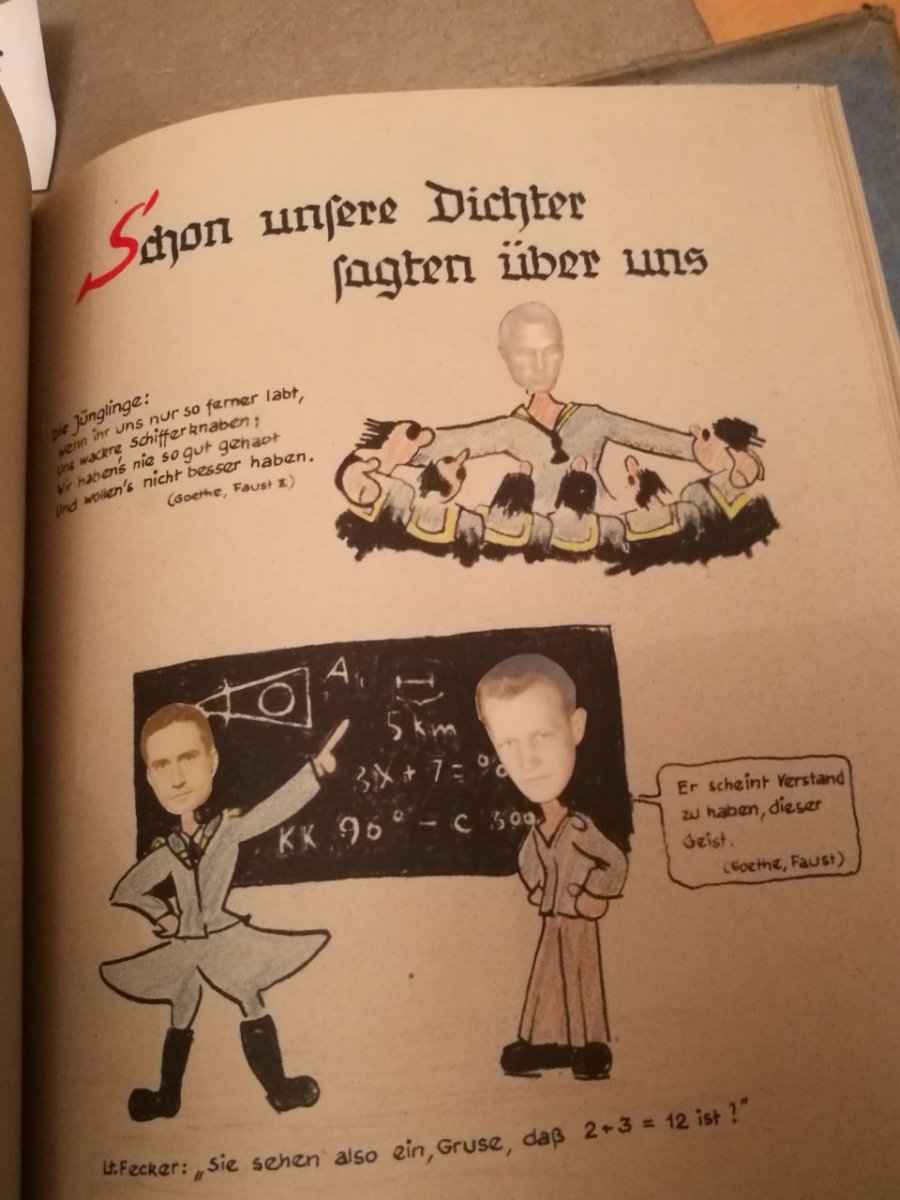 Schon unsere Dichter
sagten über uns
Die Jünglinge:
wenn ihr uns nur so ferner labt,
uns wackre Schifferknaben;
wir haben's nie so gut gehabt
und wollen's nicht besser haben.
(Goethe, Faust II.)
A
5 km
3X + 7 = %
KK 96° - C 500
Er scheint Verstand
zu haben, dieser
Geist.
(Goethe, Faust)
Lt. Fecker: „Sie sehen also ein, Gruse, daß 2+3 = 12 ist?"